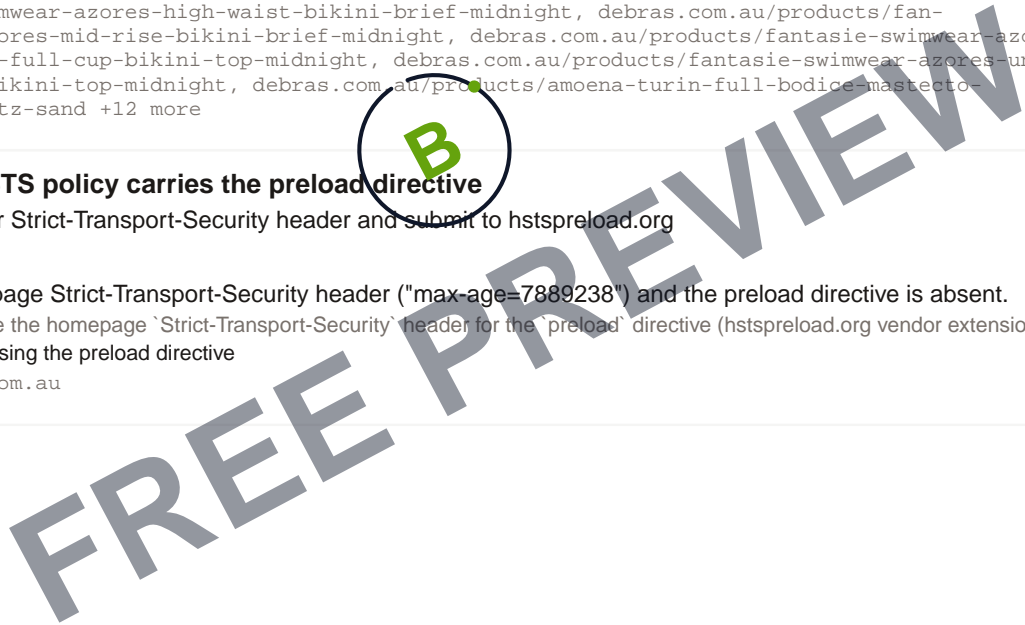 mwear-azores-high-waist-bikini-brief-midnight, debras.com.au/products/fan-
ores-mid-rise-bikini-brief-midnight, debras.com.au/products/fantasie-swimwear-azo
-full-cup-bikini-top-midnight, debras.com.au/products/fantasie-swimwear-azores-un
ikini-top-midnight, debras.com.au/products/amoena-turin-full-bodice-mastecto-
tz-sand +12 more
B
TS policy carries the preload directive
r Strict-Transport-Security header and submit to hstspreload.org
page Strict-Transport-Security header ("max-age=7889238") and the preload directive is absent.
e the homepage `Strict-Transport-Security` header for the `preload` directive (hstspreload.org vendor extensio
sing the preload directive
om.au
FREE PREVIEW